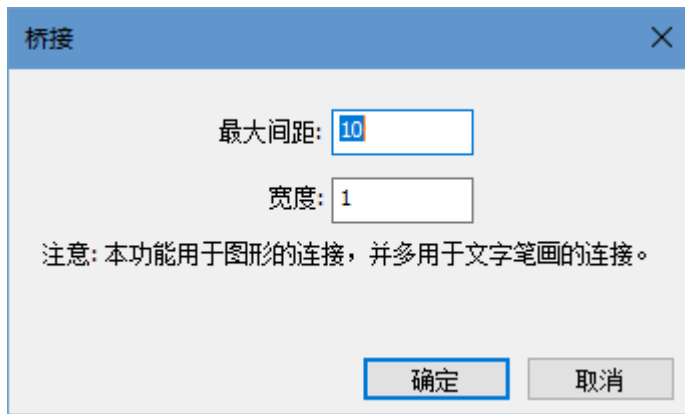 桥接
最大间距: 10
宽度: 1
注意: 本功能用于图形的连接，并多用于文字笔画的连接。
确定 取消